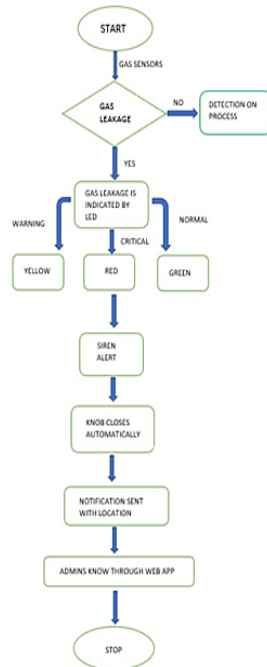 START
GAS SENSORS
GAS
LEAKAGE
NO
DETECTION ON
PROCESS
YES
GAS LEAKAGE IS
INDICATED BY
LED
WARNING
CRITICAL
NORMAL
YELLOW
RED
GREEN
SIREN
ALERT
KNOB CLOSES
AUTOMATICALLY
NOTIFICATION SENT
WITH LOCATION
ADMINS KNOW THROUGH WEB APP
STOP